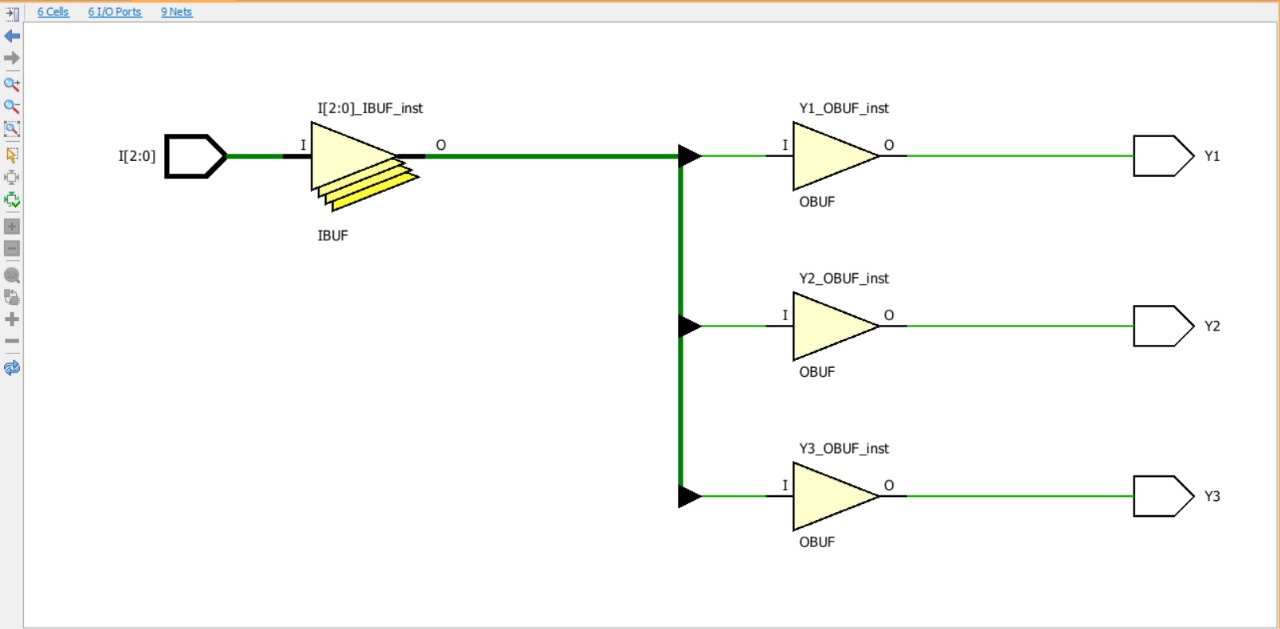 6 Cells 6 I/O Ports 9 Nets
I[2:0]_IBUF_inst
I[2:0] I O
IBUF
Y1_OBUF_inst
I O Y1
OBUF
Y2_OBUF_inst
I O Y2
OBUF
Y3_OBUF_inst
I O Y3
OBUF